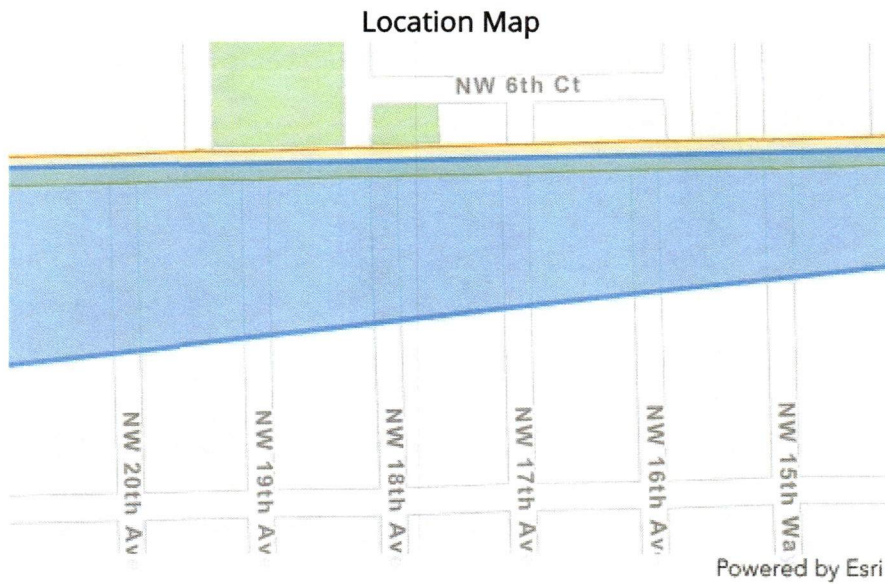 Location Map
NW 6th Ct
NW 20th Av
NW 19th Av
NW 18th Av
NW 17th Av
NW 16th Av
NW 15th Wa
Powered by Esri